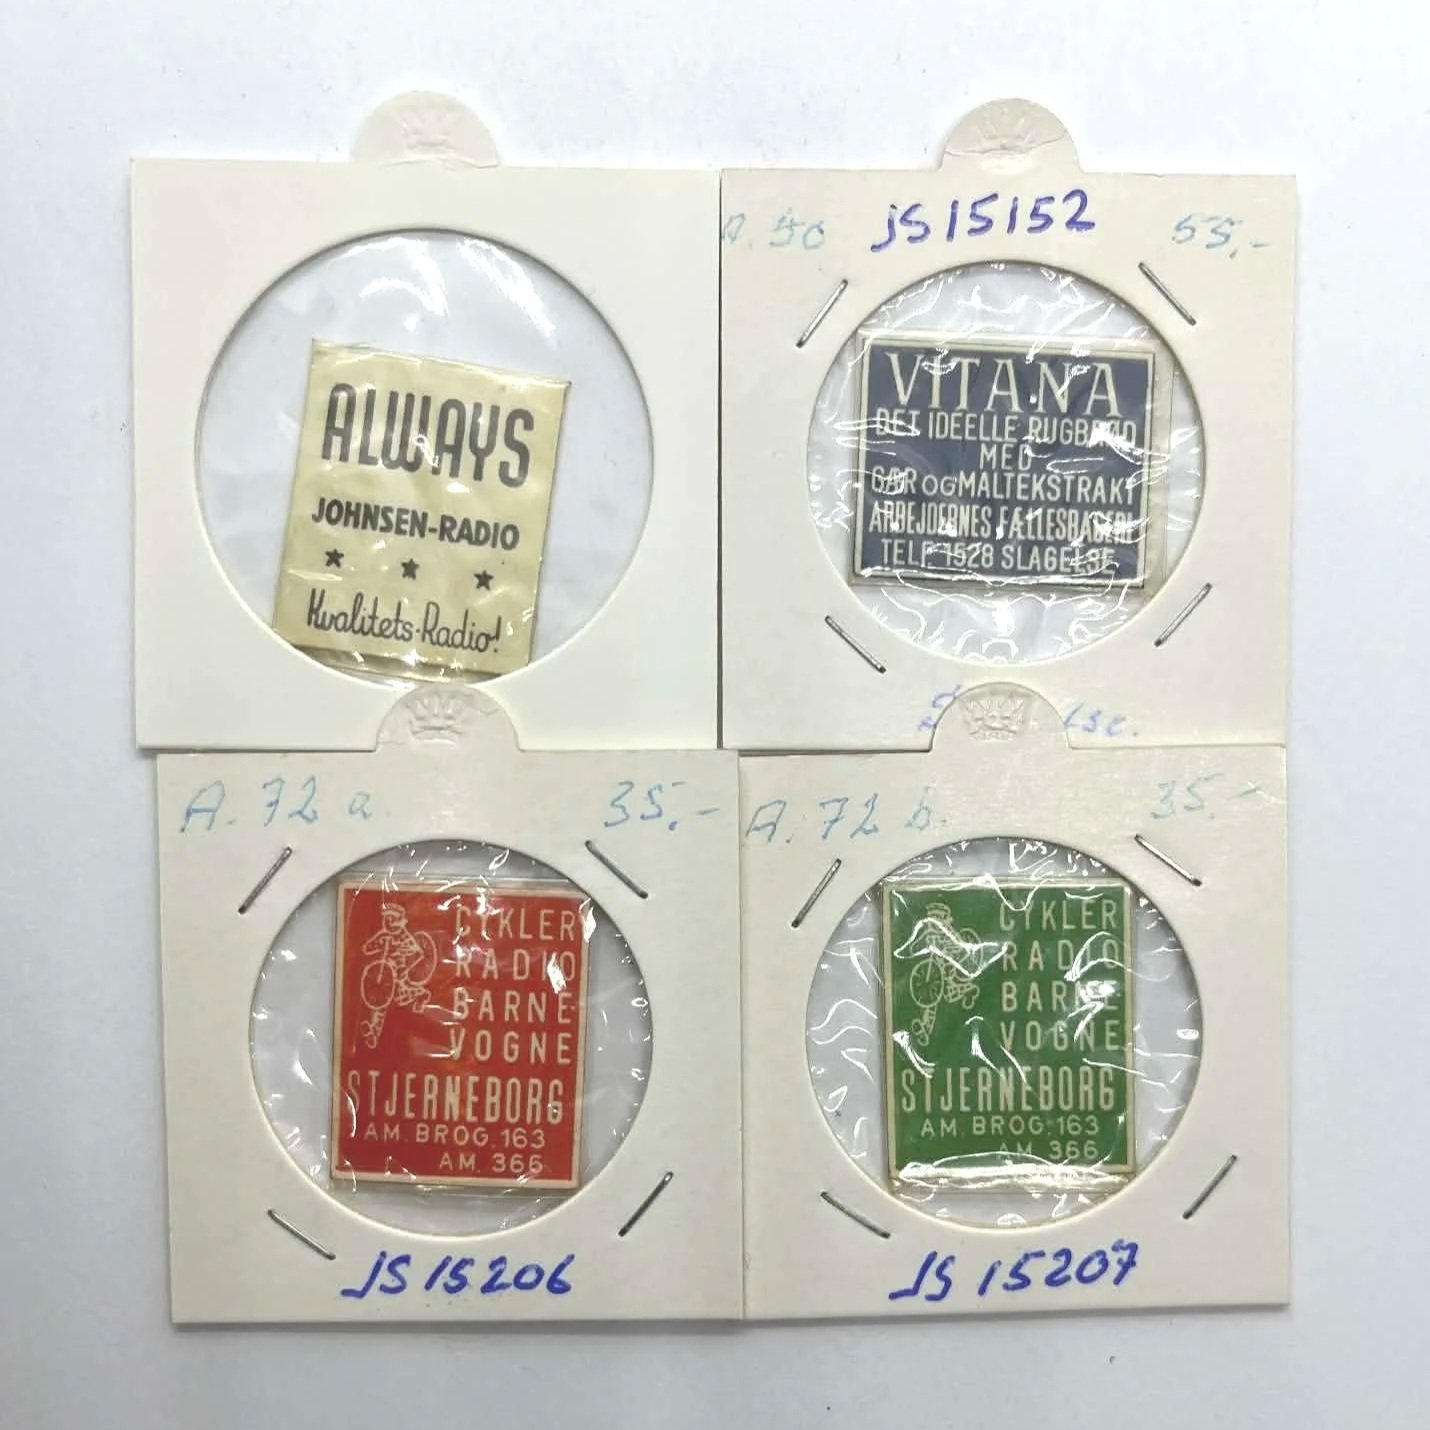 ALWAYS
JOHNSEN-RADIO
Kvalitets-Radio!
A. 50 JS 15152 55,-
VITANA
DET IDEELLE RUGBRØD
MED
GÆR OG MALTEKSTRAKT
ARBEJDERNES FÆLLESBAGERI
TELF. 1528 SLAGELSE
A. 72 a. 35,-
CYKLER
RADIO
BARNE
VOGNE
STJERNEBORG
AM. BROG. 163
AM. 366
JS 15206
A. 72 b. 35,-
CYKLER
RADIO
BARNE
VOGNE
STJERNEBORG
AM. BROG. 163
AM 366
JS 15207